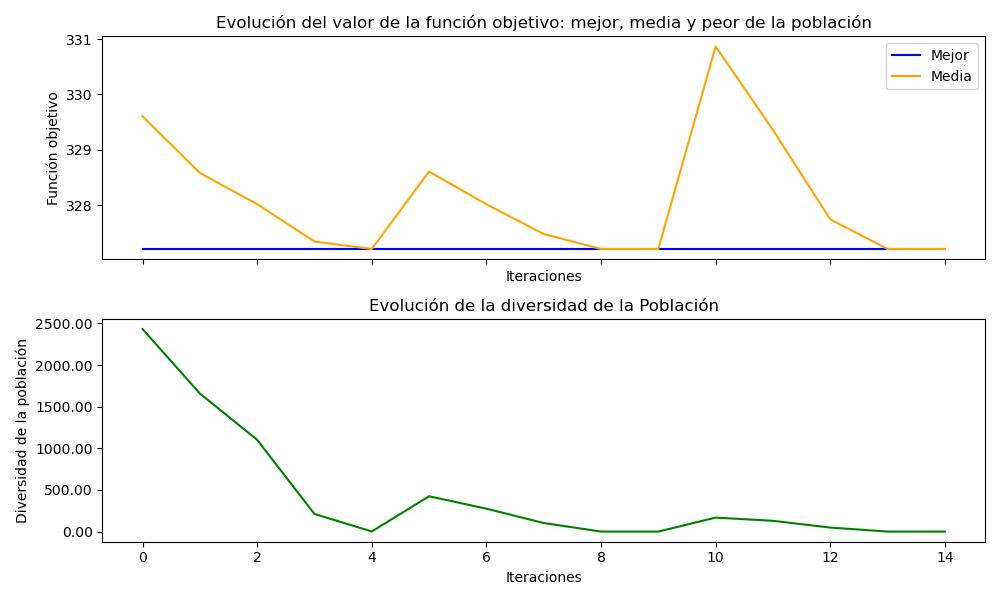 Evolución del valor de la función objetivo: mejor, media y peor de la población
331
330
329
328
Función objetivo
Mejor
Media
Iteraciones
Evolución de la diversidad de la Población
2500.00
2000.00
1500.00
1000.00
500.00
0.00
Diversidad de la población
0 2 4 6 8 10 12 14
Iteraciones